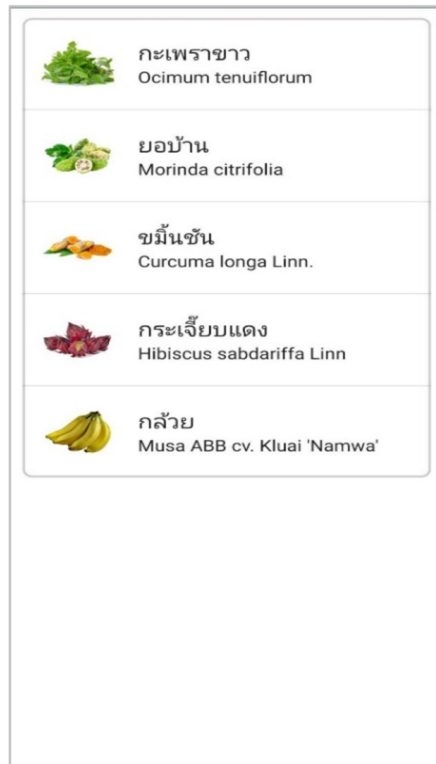 กะเพราขาว
Ocimum tenuiflorum
ยอบ้าน
Morinda citrifolia
ขมิ้นชัน
Curcuma longa Linn.
กระเจี๊ยบแดง
Hibiscus sabdariffa Linn
กล้วย
Musa ABB cv. Kluai 'Namwa'